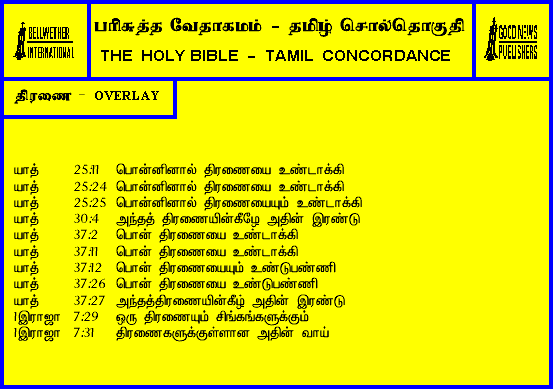 BELLWETHER
INTERNATIONAL
பரிசுத்த வேதாகமம் - தமிழ் சொல்தொகுதி
THE HOLY BIBLE - TAMIL CONCORDANCE
GOOD NEWS
PUBLISHERS
திரணை - OVERLAY
யாத் 25:11 பொன்னினால் திரணையை உண்டாக்கி
யாத் 25:24 பொன்னினால் திரணையை உண்டாக்கி
யாத் 25:25 பொன்னினால் திரணையையும் உண்டாக்கி
யாத் 30:4 அந்தத் திரணையின்கீழே அதின் இரண்டு
யாத் 37:2 பொன் திரணையை உண்டாக்கி
யாத் 37:11 பொன் திரணையை உண்டாக்கி
யாத் 37:12 பொன் திரணையையும் உண்டுபண்ணி
யாத் 37:26 பொன் திரணையை உண்டுபண்ணி
யாத் 37:27 அந்தத்திரணையின்கீழ் அதின் இரண்டு
1இராஜா 7:29 ஒரு திரணையும் சிங்கங்களுக்கும்
1இராஜா 7:31 திரணைகளுக்குள்ளான அதின் வாய்